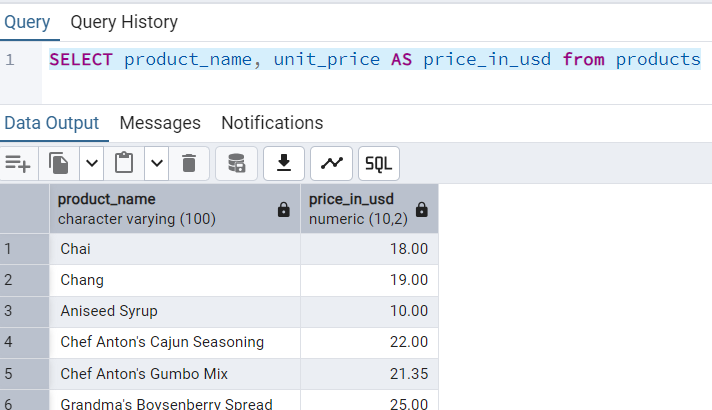 Query Query History
1 SELECT product_name, unit_price AS price_in_usd from products
Data Output Messages Notifications
SQL
product_name price_in_usd
character varying (100) numeric (10,2)
1 Chai 18.00
2 Chang 19.00
3 Aniseed Syrup 10.00
4 Chef Anton's Cajun Seasoning 22.00
5 Chef Anton's Gumbo Mix 21.35
6 Grandma's Boysenberry Spread 25.00